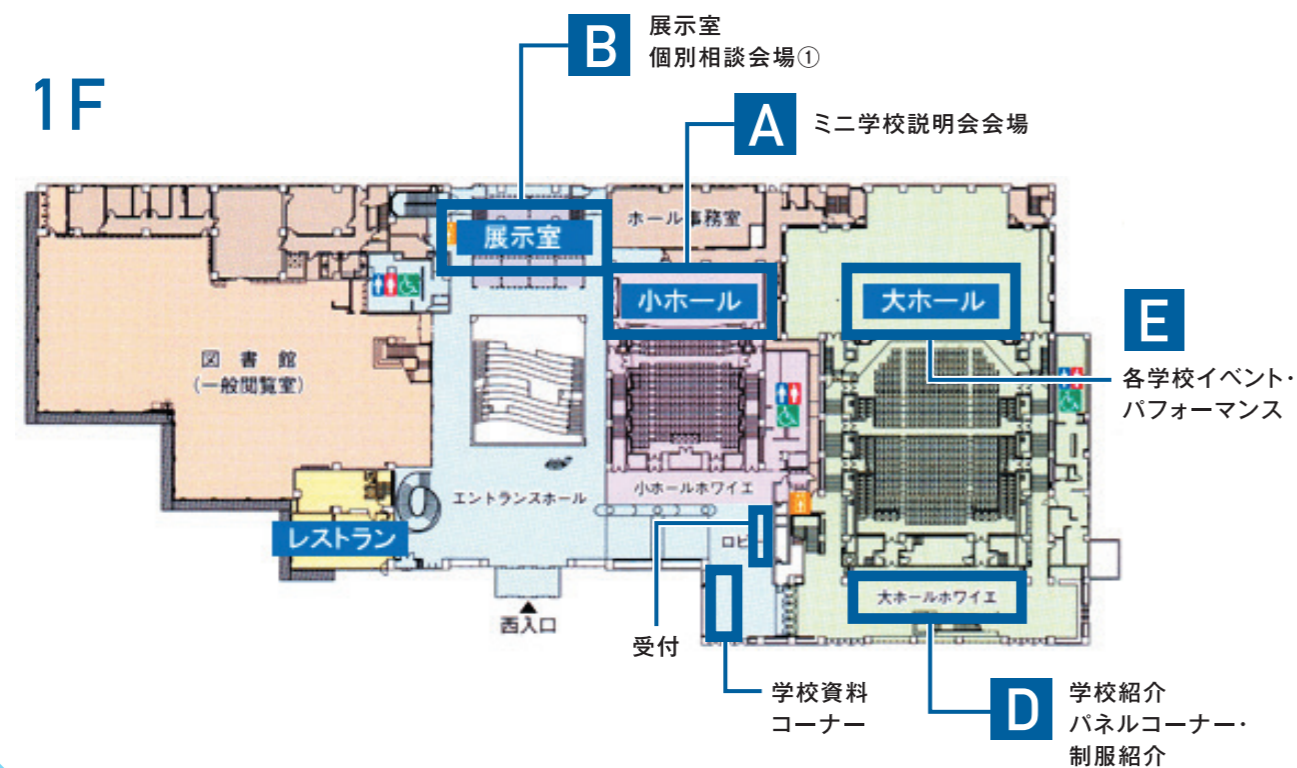 B
展示室
個別相談会場①
1F
A
ミニ学校説明会会場
ホール事務室
展示室
小ホール
大ホール
E
各学校イベント・
パフォーマンス
図書館
(一般閲覧室)
エントランスホール
小ホールホワイエ
レストラン
ロビー
大ホールホワイエ
西入口
受付
学校資料
コーナー
D
学校紹介
パネルコーナー・
制服紹介